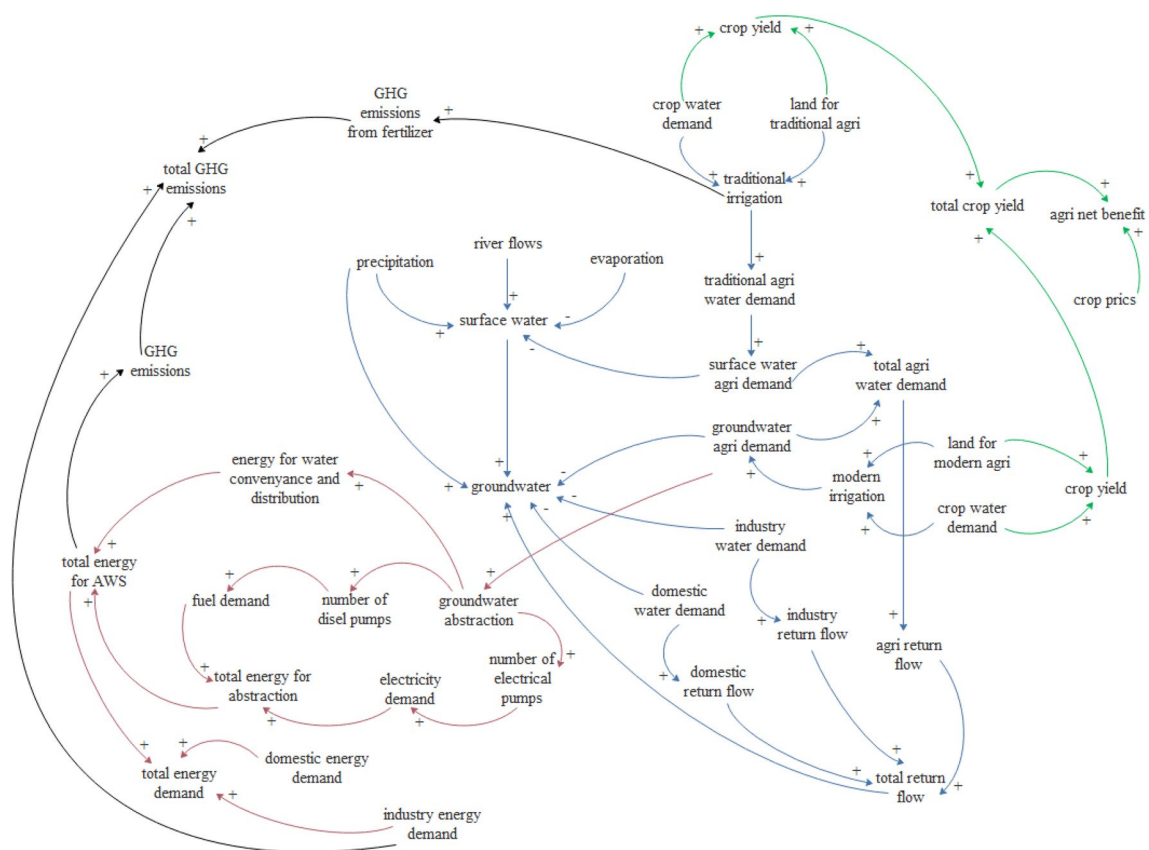 crop yield
+
+
GHG
emissions
from fertilizer
+
crop water
demand
land for
traditional agri
+
total GHG
emissions
+
+
+
traditional
irrigation
+
+
total crop yield
+
agri net benefit
+
river flows
precipitation
evaporation
+
traditional agri
water demand
+
crop prics
surface water
+
+
-
-
+
GHG
emissions
+
surface water
agri demand
+
total agri
water demand
groundwater
agri demand
+
+
land for
modern agri
+
+
modern
irrigation
crop water
demand
+
+
crop yield
energy for water
convenyance and
distribution
+
groundwater
+
+
+
-
-
-
industry
water demand
total energy
for AWS
+
+
fuel demand
+
number of
disel pumps
+
groundwater
abstraction
+
domestic
water demand
+
industry
return flow
+
agri return
flow
total energy for
abstraction
+
+
electricity
demand
+
number of
electrical
pumps
+
domestic
return flow
+
total energy
demand
+
+
+
domestic energy
demand
industry energy
demand
total return
flow
+
+
+